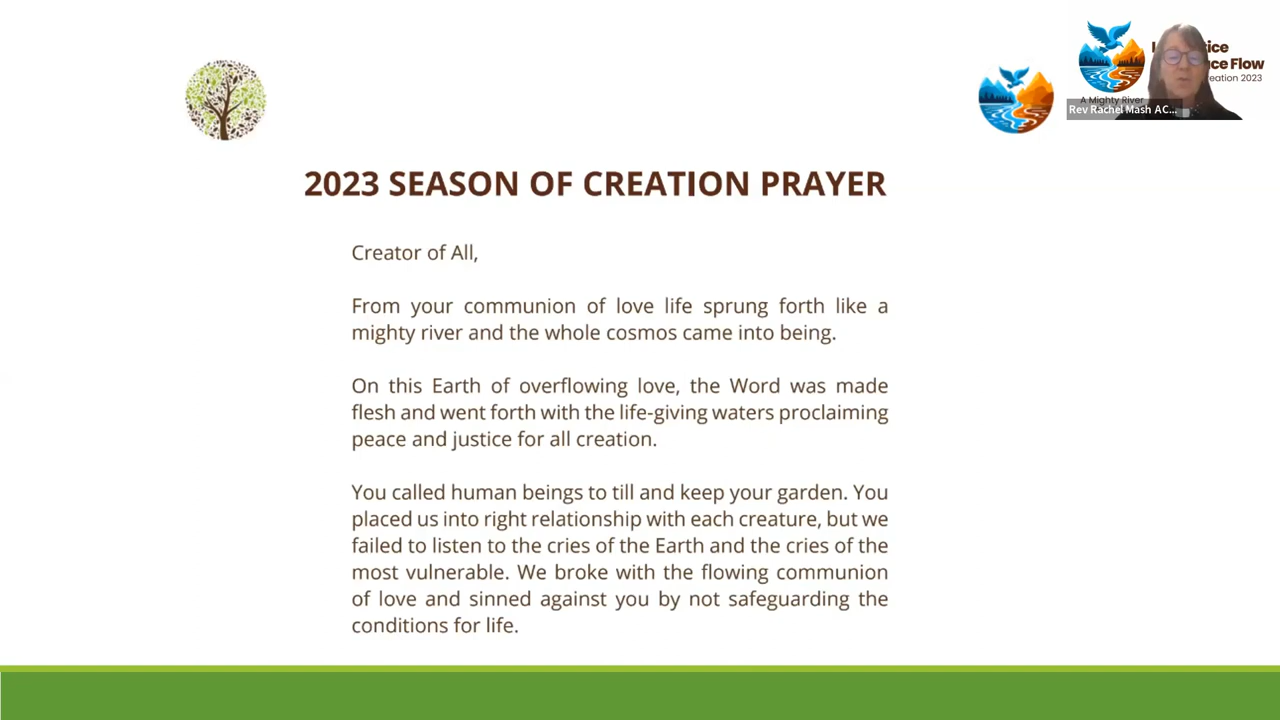 2023 SEASON OF CREATION PRAYER
Creator of All,
From your communion of love life sprung forth like a
mighty river and the whole cosmos came into being.
On this Earth of overflowing love, the Word was made
flesh and went forth with the life-giving waters proclaiming
peace and justice for all creation.
You called human beings to till and keep your garden. You
placed us into right relationship with each creature, but we
failed to listen to the cries of the Earth and the cries of the
most vulnerable. We broke with the flowing communion
of love and sinned against you by not safeguarding the
conditions for life.
Flow
2023
A Mighty River
Rev Rachel Mash AC...